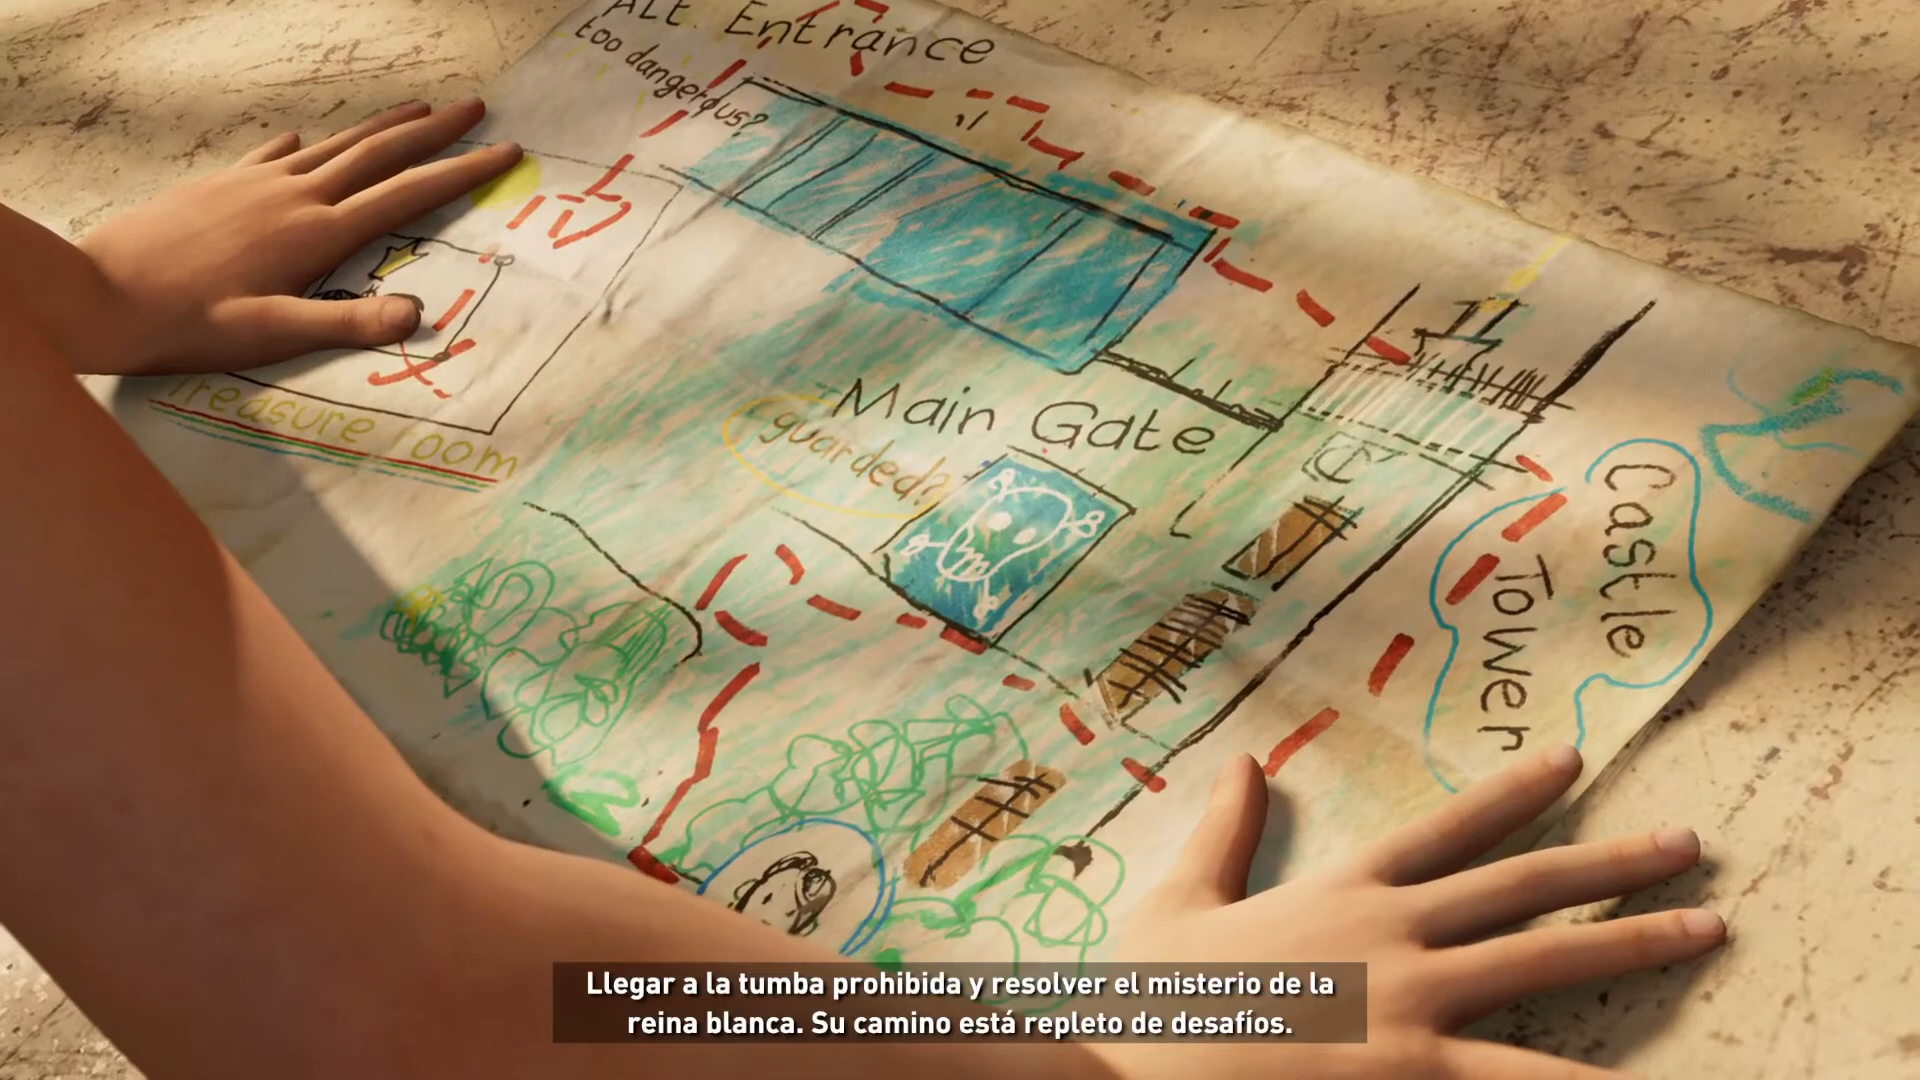 ALT. Entrance
too dangerous?
Treasure room
Main Gate
guarded?
Castle
Tower
Llegar a la tumba prohibida y resolver el misterio de la
reina blanca. Su camino está repleto de desafíos.